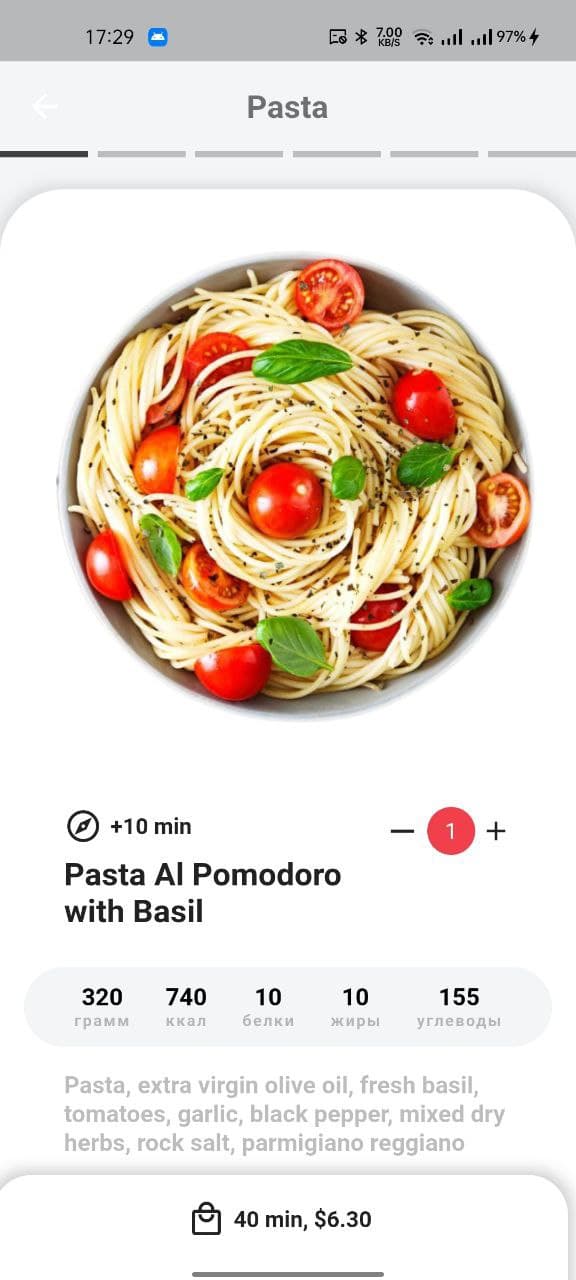 17:29 7.00 KB/S 97%
Pasta
+10 min
1
Pasta Al Pomodoro
with Basil
320 740 10 10 155
грамм ккал белки жиры углеводы
Pasta, extra virgin olive oil, fresh basil,
tomatoes, garlic, black pepper, mixed dry
herbs, rock salt, parmigiano reggiano
40 min, $6.30